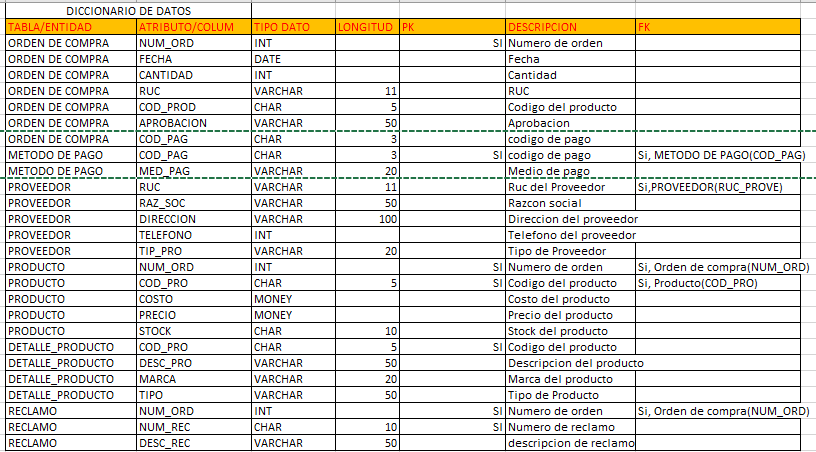 DICCIONARIO DE DATOS
TABLA/ENTIDAD ATRIBUTO/COLUM TIPO DATO LONGITUD PK DESCRIPCION FK
ORDEN DE COMPRA NUM_ORD INT SI Numero de orden
ORDEN DE COMPRA FECHA DATE Fecha
ORDEN DE COMPRA CANTIDAD INT Cantidad
ORDEN DE COMPRA RUC VARCHAR 11 RUC
ORDEN DE COMPRA COD_PROD CHAR 5 Codigo del producto
ORDEN DE COMPRA APROBACION VARCHAR 50 Aprobacion
ORDEN DE COMPRA COD_PAG CHAR 3 codigo de pago
METODO DE PAGO COD_PAG CHAR 3 SI codigo de pago Si, METODO DE PAGO(COD_PAG)
METODO DE PAGO MED_PAG VARCHAR 20 Medio de pago
PROVEEDOR RUC VARCHAR 11 Ruc del Proveedor Si,PROVEEDOR(RUC_PROVE)
PROVEEDOR RAZ_SOC VARCHAR 50 Razcon social
PROVEEDOR DIRECCION VARCHAR 100 Direccion del proveedor
PROVEEDOR TELEFONO INT Telefono del proveedor
PROVEEDOR TIP_PRO VARCHAR 20 Tipo de Proveedor
PRODUCTO NUM_ORD INT SI Numero de orden Si, Orden de compra(NUM_ORD)
PRODUCTO COD_PRO CHAR 5 SI Codigo del producto Si, Producto(COD_PRO)
PRODUCTO COSTO MONEY Costo del producto
PRODUCTO PRECIO MONEY Precio del producto
PRODUCTO STOCK CHAR 10 Stock del producto
DETALLE_PRODUCTO COD_PRO CHAR 5 SI Codigo del producto
DETALLE_PRODUCTO DESC_PRO VARCHAR 50 Descripcion del producto
DETALLE_PRODUCTO MARCA VARCHAR 20 Marca del producto
DETALLE_PRODUCTO TIPO VARCHAR 50 Tipo de Producto
RECLAMO NUM_ORD INT SI Numero de orden Si, Orden de compra(NUM_ORD)
RECLAMO NUM_REC CHAR 10 SI Numero de reclamo
RECLAMO DESC_REC VARCHAR 50 descripcion de reclamo